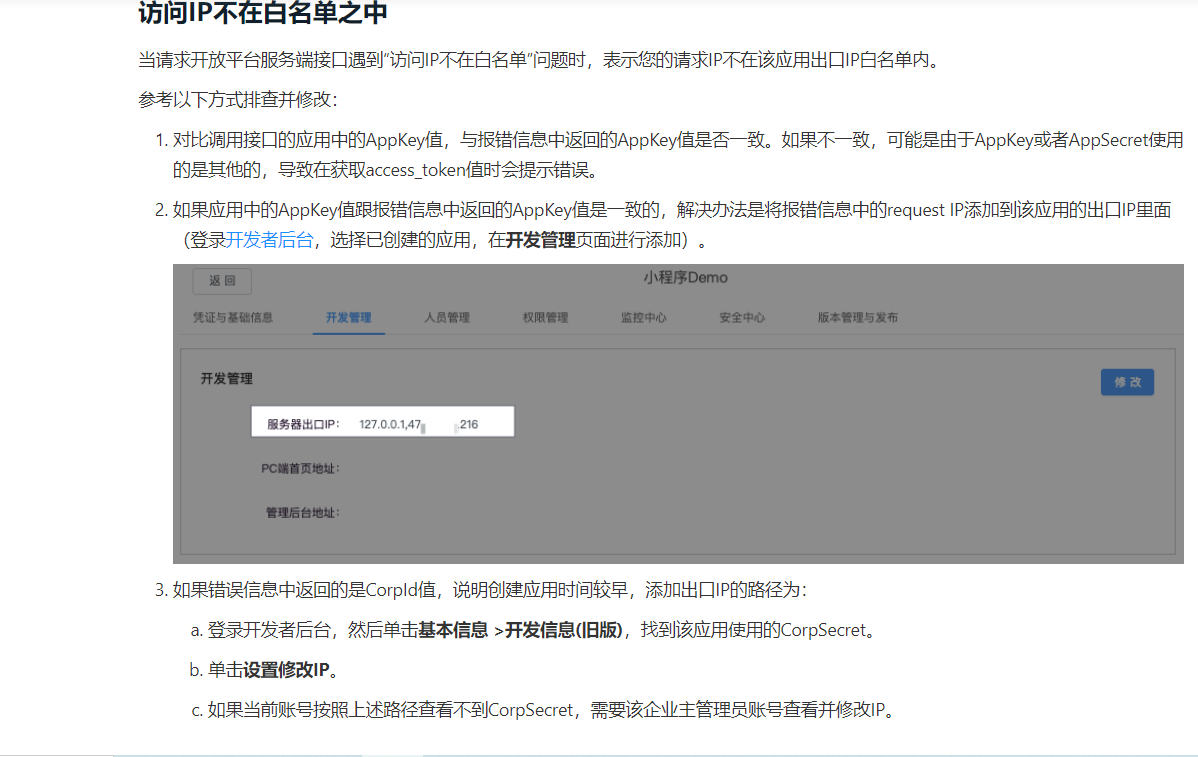 访问IP不在白名单之中
当请求开放平台服务端接口遇到“访问IP不在白名单”问题时，表示您的请求IP不在该应用出口IP白名单内。
参考以下方式排查并修改：
1. 对比调用接口的应用中的AppKey值，与报错信息中返回的AppKey值是否一致。如果不一致，可能是由于AppKey或者AppSecret使用
的是其他的，导致在获取access_token值时会提示错误。
2. 如果应用中的AppKey值跟报错信息中返回的AppKey值是一致的，解决办法是将报错信息中的request IP添加到该应用的出口IP里面
（登录开发者后台，选择已创建的应用，在开发管理页面进行添加）。
返 回
小程序Demo
凭证与基础信息 开发管理 人员管理 权限管理 监控中心 安全中心 版本管理与发布
开发管理
修 改
服务器出口IP： 127.0.0.1,47 .216
PC端首页地址：
管理后台地址：
3. 如果错误信息中返回的是CorpId值，说明创建应用时间较早，添加出口IP的路径为：
a. 登录开发者后台，然后单击基本信息 >开发信息(旧版)，找到该应用使用的CorpSecret。
b. 单击设置修改IP。
c. 如果当前账号按照上述路径查看不到CorpSecret，需要该企业主管理员账号查看并修改IP。